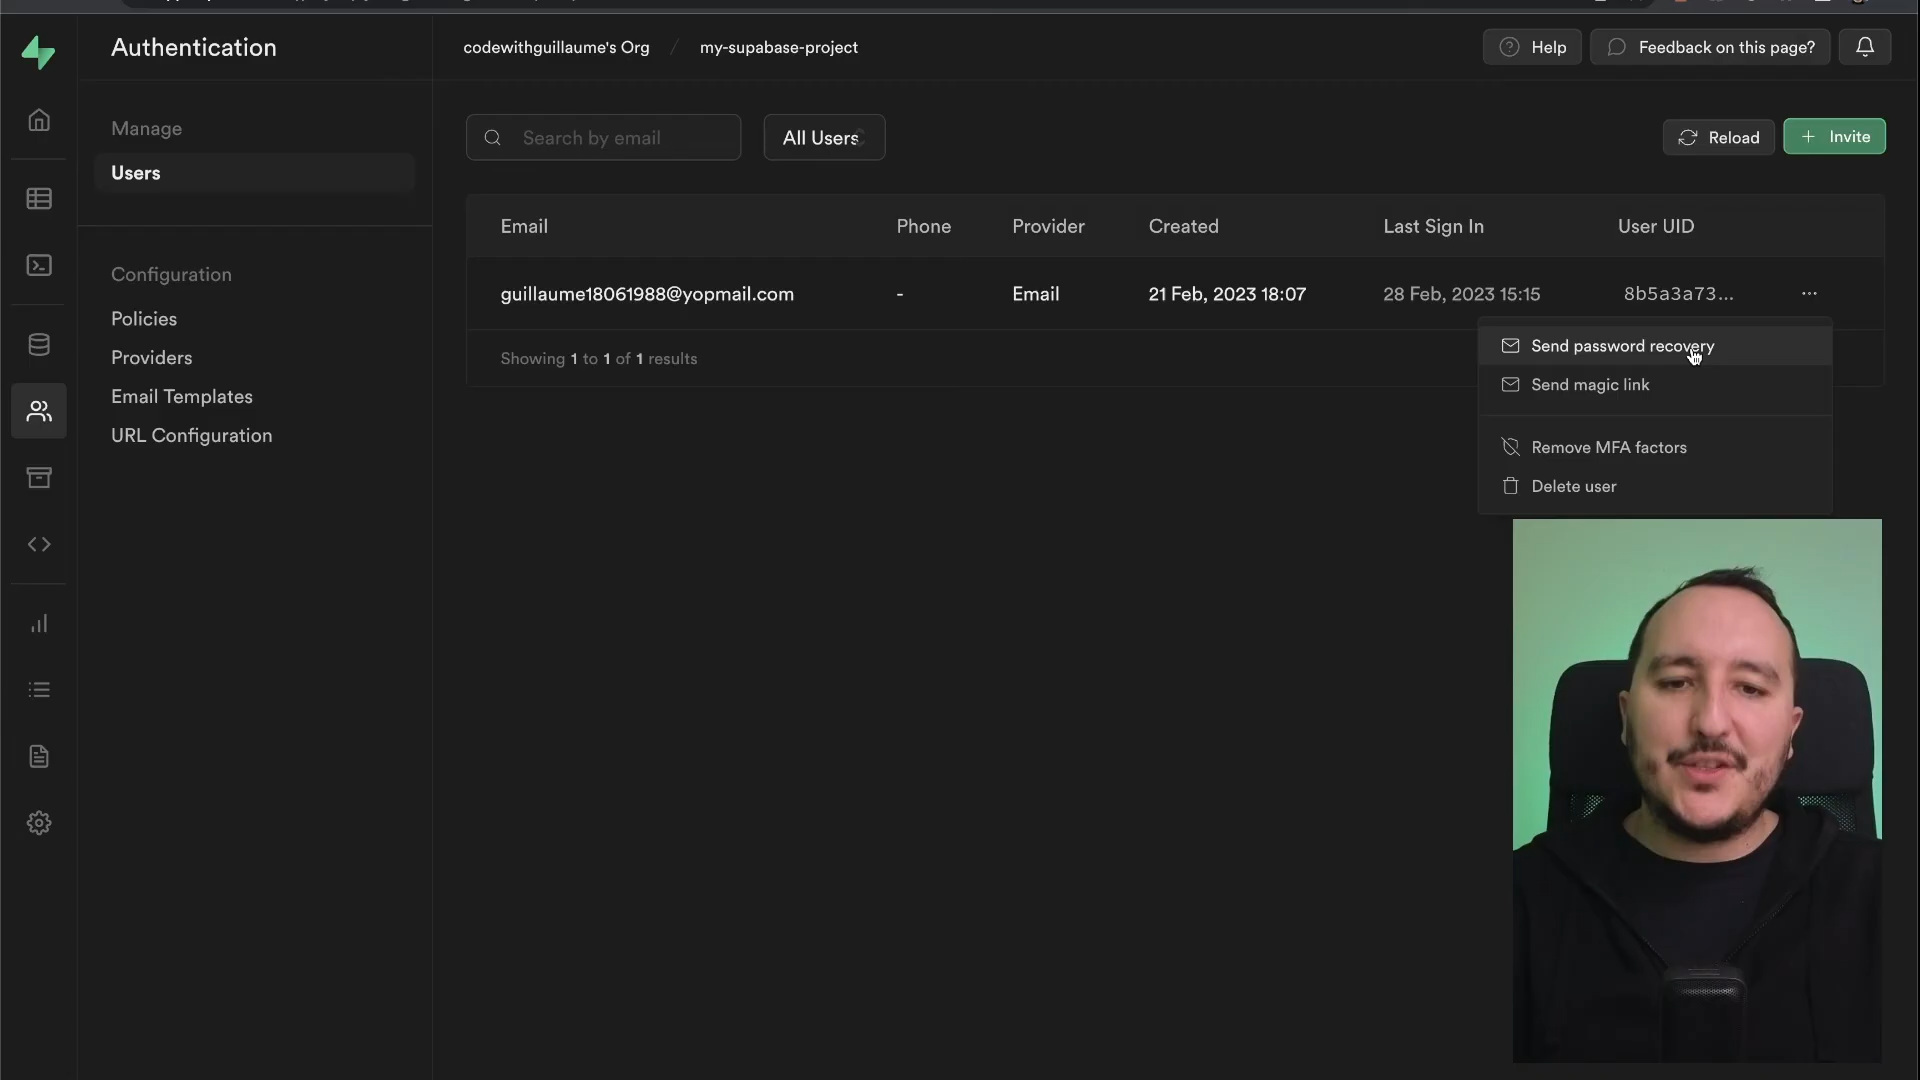 Authentication
codewithguillaume's Org / my-supabase-project
Help
Feedback on this page?
Manage
Users
Search by email
All Users
Reload
+ Invite
Email Phone Provider Created Last Sign In User UID
guillaume18061988@yopmail.com - Email 21 Feb, 2023 18:07 28 Feb, 2023 15:15 8b5a3a73... ...
Showing 1 to 1 of 1 results
Send password recovery
Send magic link
Remove MFA factors
Delete user
Configuration
Policies
Providers
Email Templates
URL Configuration